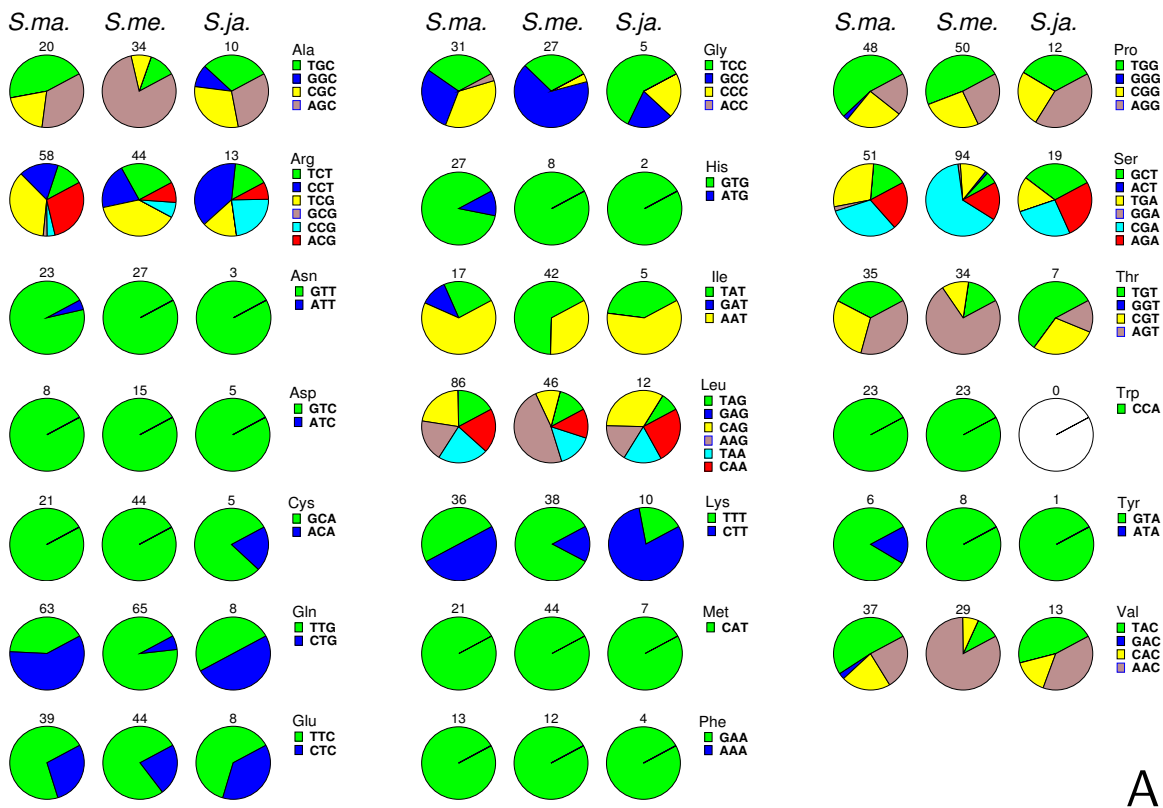 S.ma. S.me. S.ja.
20 34 10
Ala
TGC
GGC
CGC
AGC
58 44 13
Arg
TCT
CCT
TCG
GCG
CCG
ACG
23 27 3
Asn
GTT
ATT
8 15 5
Asp
GTC
ATC
21 44 5
Cys
GCA
ACA
63 65 8
Gln
TTG
CTG
39 44 8
Glu
TTC
CTC
S.ma. S.me. S.ja.
31 27 5
Gly
TCC
GCC
CCC
ACC
27 8 2
His
GTG
ATG
17 42 5
Ile
TAT
GAT
AAT
86 46 12
Leu
TAG
GAG
CAG
AAG
TAA
CAA
36 38 10
Lys
TTT
CTT
21 44 7
Met
CAT
13 12 4
Phe
GAA
AAA
S.ma. S.me. S.ja.
48 50 12
Pro
TGG
GGG
CGG
AGG
51 94 19
Ser
GCT
ACT
TGA
GGA
CGA
AGA
35 34 7
Thr
TGT
GGT
CGT
AGT
23 23 0
Trp
CCA
6 8 1
Tyr
GTA
ATA
37 29 13
Val
TAC
GAC
CAC
AAC
A